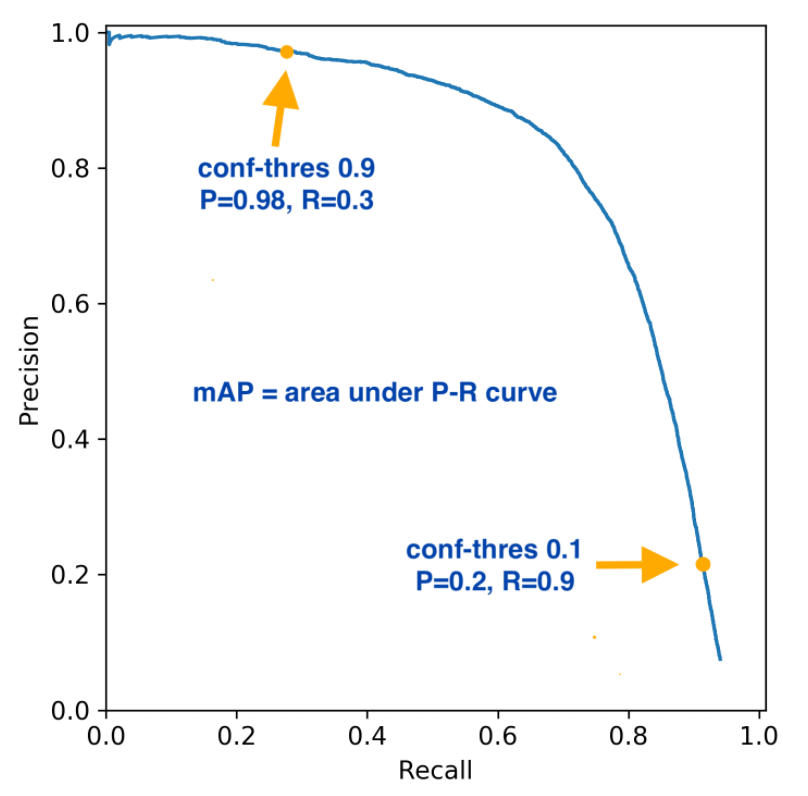 1.0
0.8
0.6
0.4
0.2
0.0
Precision
conf-thres 0.9
P=0.98, R=0.3
mAP = area under P-R curve
conf-thres 0.1
P=0.2, R=0.9
0.0 0.2 0.4 0.6 0.8 1.0
Recall